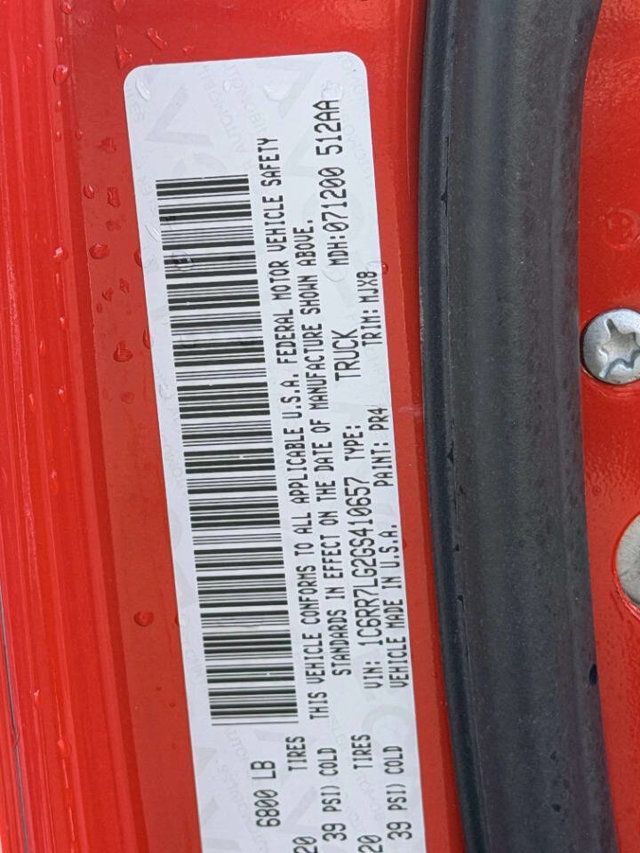 6800 LB
THIS VEHICLE CONFORMS TO ALL APPLICABLE U.S.A. FEDERAL MOTOR VEHICLE SAFETY
STANDARDS IN EFFECT ON THE DATE OF MANUFACTURE SHOWN ABOVE.
20 TIRES
39 PSI) COLD
VIN: 1C6RR7LG2GS410657 TYPE: TRUCK MDH:071200 512AA
20 TIRES
39 PSI) COLD
VEHICLE MADE IN U.S.A. PAINT: PR4 TRIM: MJX8